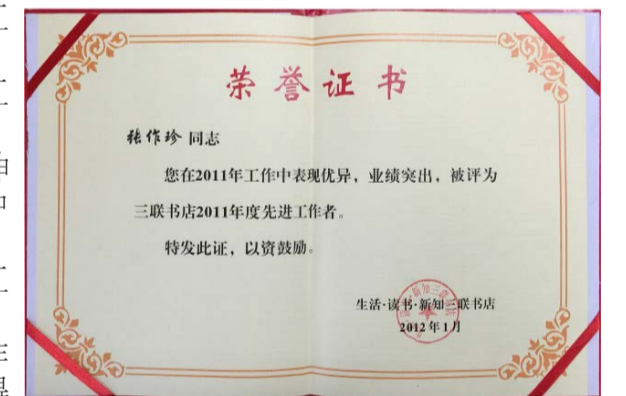 荣誉证书
张作珍 同志
您在2011年工作中表现优异，业绩突出，被评为
三联书店2011年度先进工作者。
特发此证，以资鼓励。
生活·读书·新知三联书店
2012年1月